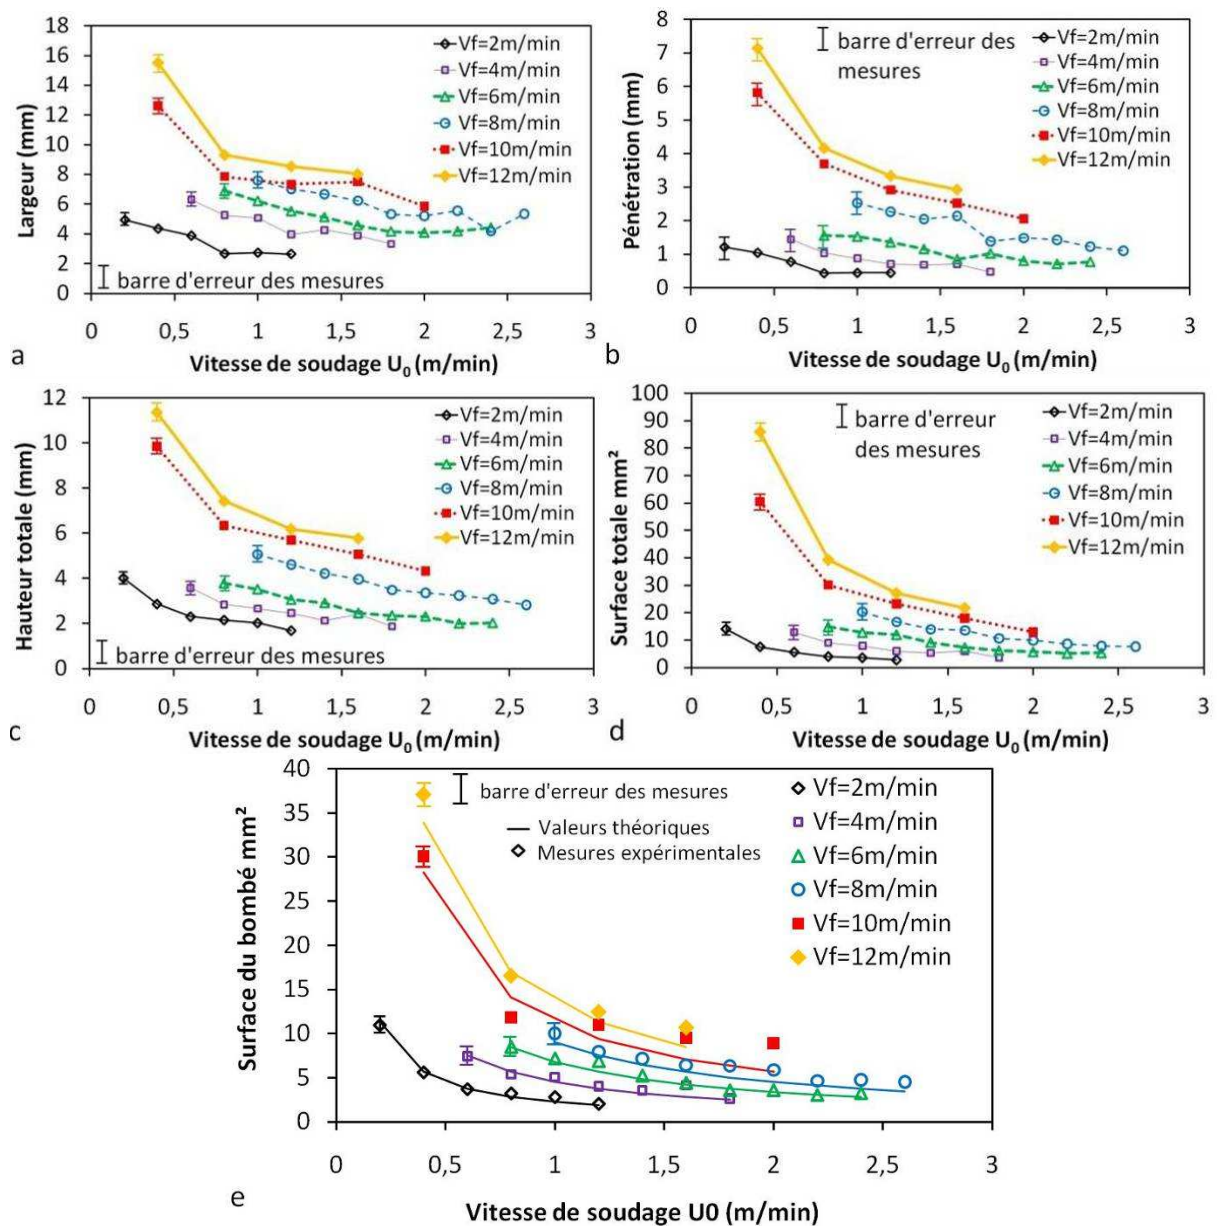 18
16
14
12
10
8
6
4
2
0
Largeur (mm)
Vf=2m/min
Vf=4m/min
Vf=6m/min
Vf=8m/min
Vf=10m/min
Vf=12m/min
barre d'erreur des mesures
0 0,5 1 1,5 2 2,5 3
Vitesse de soudage U₀ (m/min)
a
8
7
6
5
4
3
2
1
0
Pénétration (mm)
barre d'erreur des
mesures
Vf=2m/min
Vf=4m/min
Vf=6m/min
Vf=8m/min
Vf=10m/min
Vf=12m/min
0 0,5 1 1,5 2 2,5 3
Vitesse de soudage U₀ (m/min)
b
12
10
8
6
4
2
0
Hauteur totale (mm)
Vf=2m/min
Vf=4m/min
Vf=6m/min
Vf=8m/min
Vf=10m/min
Vf=12m/min
barre d'erreur des mesures
0 0,5 1 1,5 2 2,5 3
Vitesse de soudage U₀ (m/min)
c
100
90
80
70
60
50
40
30
20
10
0
Surface totale mm²
barre d'erreur
des mesures
Vf=2m/min
Vf=4m/min
Vf=6m/min
Vf=8m/min
Vf=10m/min
Vf=12m/min
0 0,5 1 1,5 2 2,5 3
Vitesse de soudage U₀ (m/min)
d
40
35
30
25
20
15
10
5
0
Surface du bombé mm²
barre d'erreur des mesures
Valeurs théoriques
Mesures expérimentales
Vf=2m/min
Vf=4m/min
Vf=6m/min
Vf=8m/min
Vf=10m/min
Vf=12m/min
0 0,5 1 1,5 2 2,5 3
Vitesse de soudage U0 (m/min)
e